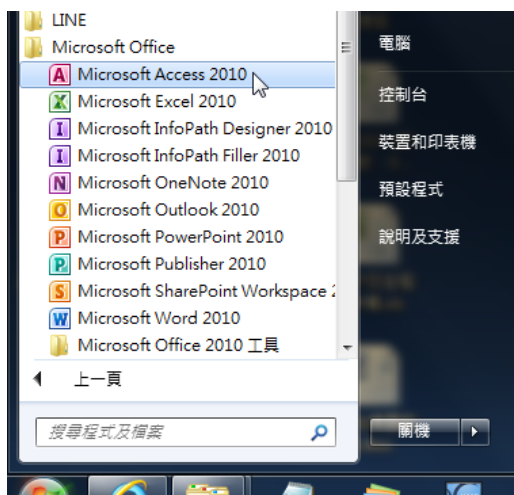 LINE
Microsoft Office
Microsoft Access 2010
Microsoft Excel 2010
Microsoft InfoPath Designer 2010
Microsoft InfoPath Filler 2010
Microsoft OneNote 2010
Microsoft Outlook 2010
Microsoft PowerPoint 2010
Microsoft Publisher 2010
Microsoft SharePoint Workspace
Microsoft Word 2010
Microsoft Office 2010 工具
上一頁
搜尋程式及檔案
電腦
控制台
裝置和印表機
預設程式
說明及支援
關機